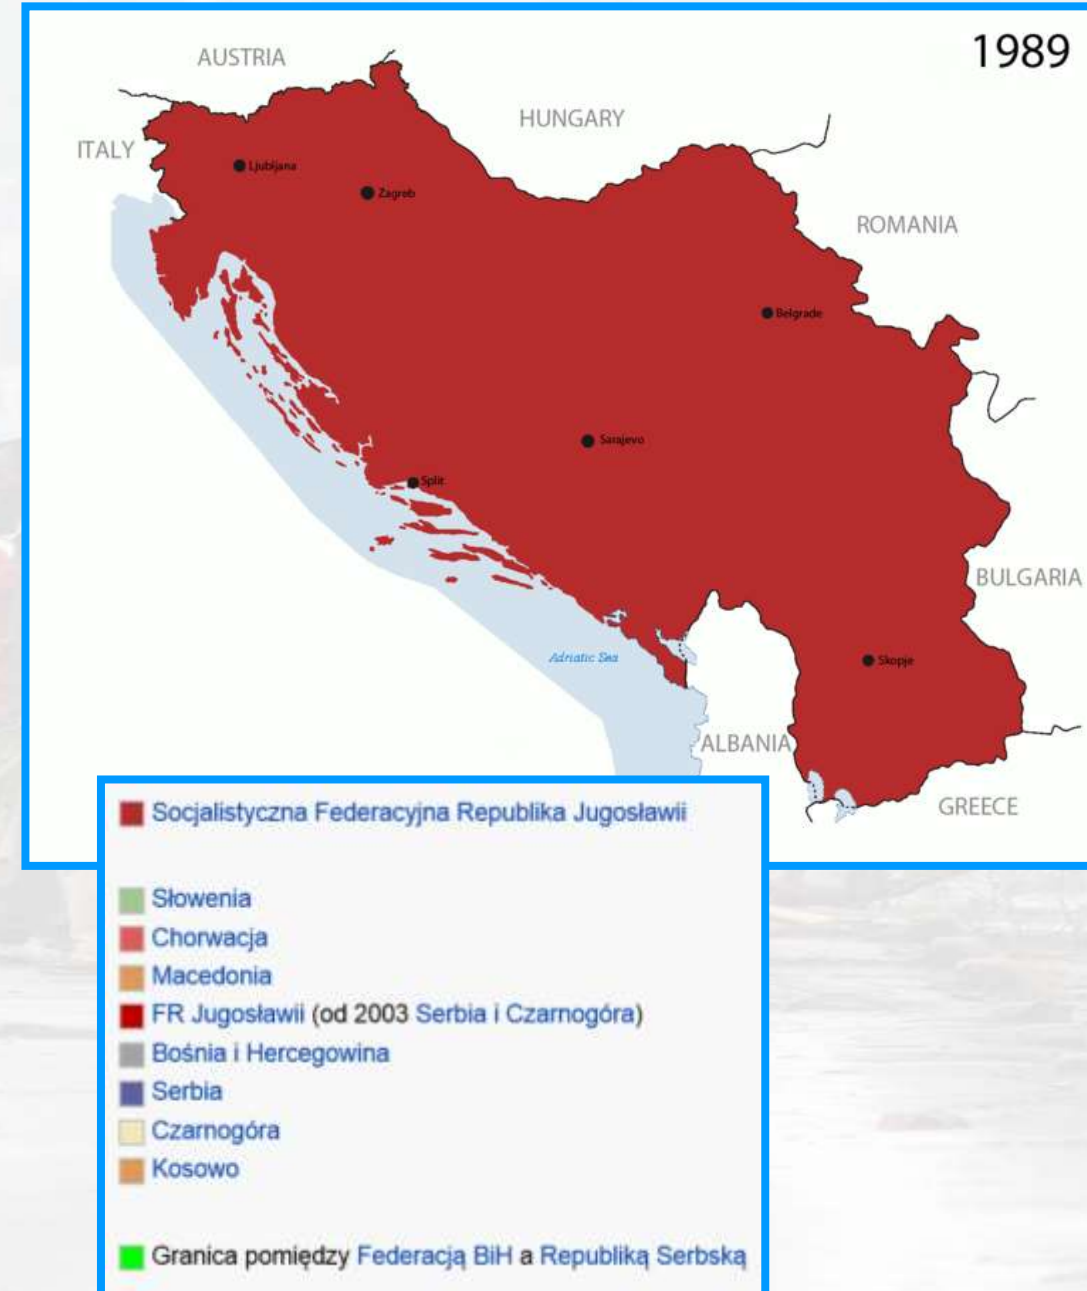 1989
AUSTRIA
HUNGARY
ITALY
Ljubljana
Zagreb
ROMANIA
Belgrade
Sarajevo
Split
BULGARIA
Adriatic Sea
Skopje
ALBANIA
GREECE
Socjalistyczna Federacyjna Republika Jugosławii
Słowenia
Chorwacja
Macedonia
FR Jugosławii (od 2003 Serbia i Czarnogóra)
Bośnia i Hercegowina
Serbia
Czarnogóra
Kosowo
Granica pomiędzy Federacją BiH a Republiką Serbską